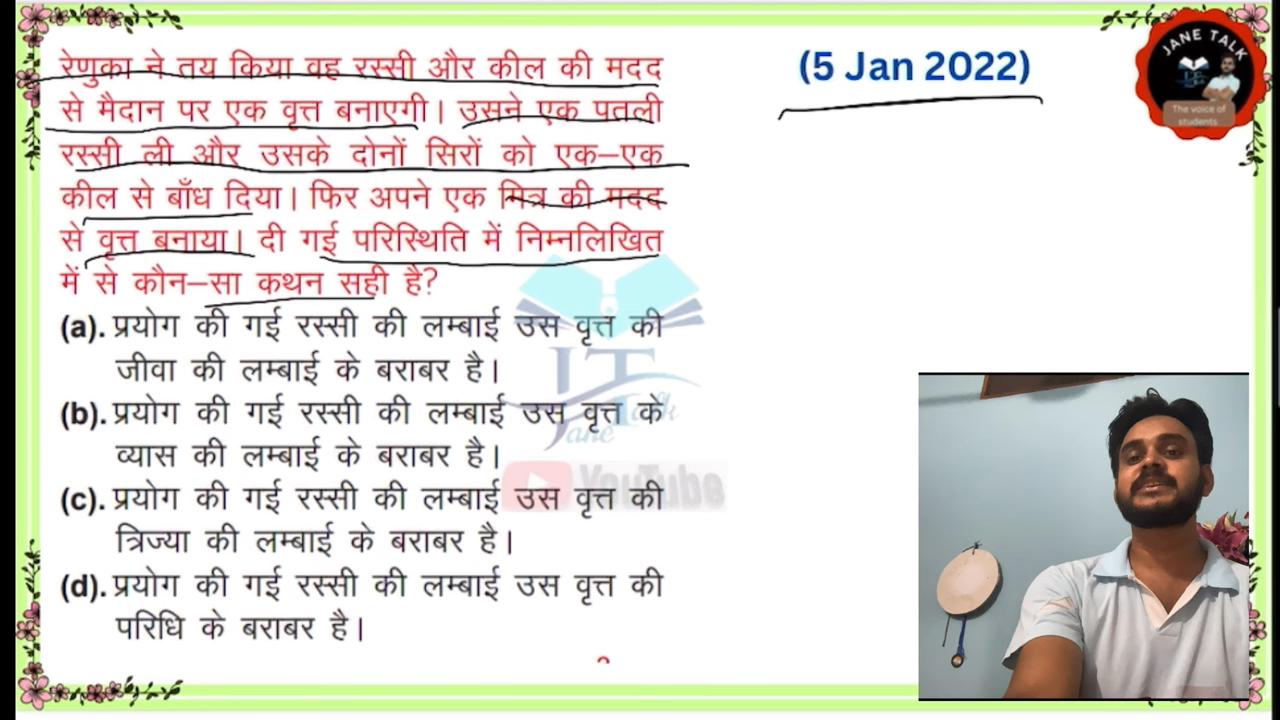 रेणुका ने तय किया वह रस्सी और कील की मदद
से मैदान पर एक वृत्त बनाएगी। उसने एक पतली
रस्सी ली और उसके दोनों सिरों को एक–एक
कील से बाँध दिया। फिर अपने एक मित्र की मदद
से वृत्त बनाया। दी गई परिस्थिति में निम्नलिखित
में से कौन–सा कथन सही है?
(a). प्रयोग की गई रस्सी की लम्बाई उस वृत्त की
जीवा की लम्बाई के बराबर है।
(b). प्रयोग की गई रस्सी की लम्बाई उस वृत्त के
व्यास की लम्बाई के बराबर है।
(c). प्रयोग की गई रस्सी की लम्बाई उस वृत्त की
त्रिज्या की लम्बाई के बराबर है।
(d). प्रयोग की गई रस्सी की लम्बाई उस वृत्त की
परिधि के बराबर है।
(5 Jan 2022)
JANE TALK
The voice of
students
JT
Jane Talk
YouTube